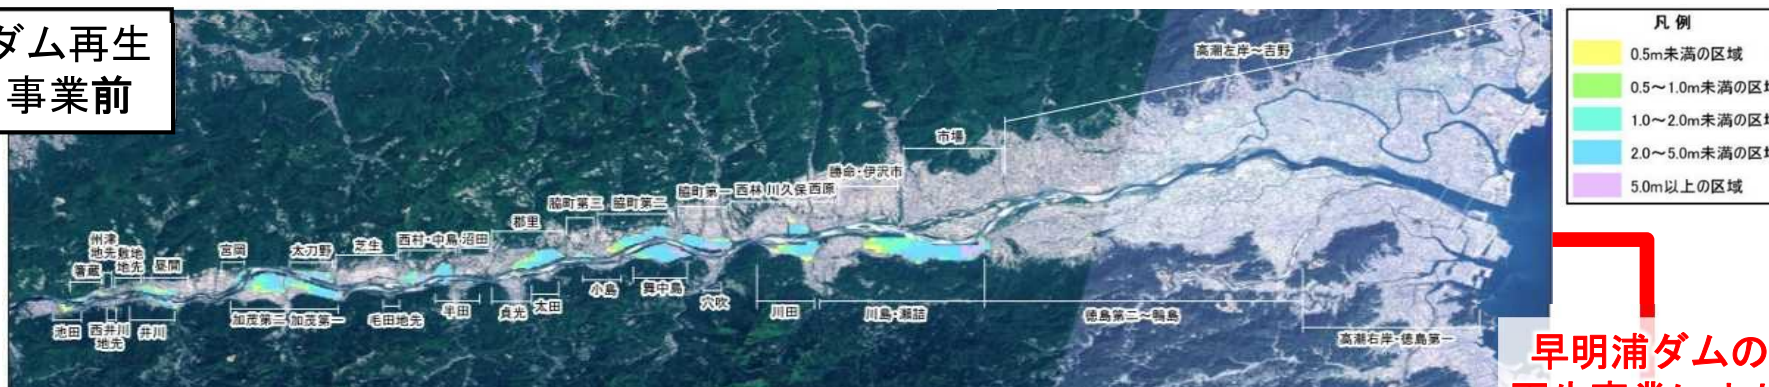 ダム再生
事業前
凡例
0.5m未満の区域
0.5～1.0m未満の区域
1.0～2.0m未満の区域
2.0～5.0m未満の区域
5.0m以上の区域
高潮左岸～吉野
市場
勝命・伊沢市
脇町第一
西林
川久保
西原
脇町第三
脇町第二
郡里
西村・中島
沼田
芝生
太刀野
宮岡
州津
地先
敷地
地先
昼間
箸蔵
池田
西井川
地先
井川
加茂第二
加茂第一
毛田地先
半田
貞光
太田
小島
舞中島
穴吹
川田
川島・瀬詰
徳島第二～鴨島
高潮右岸・徳島第一
早明浦ダムの